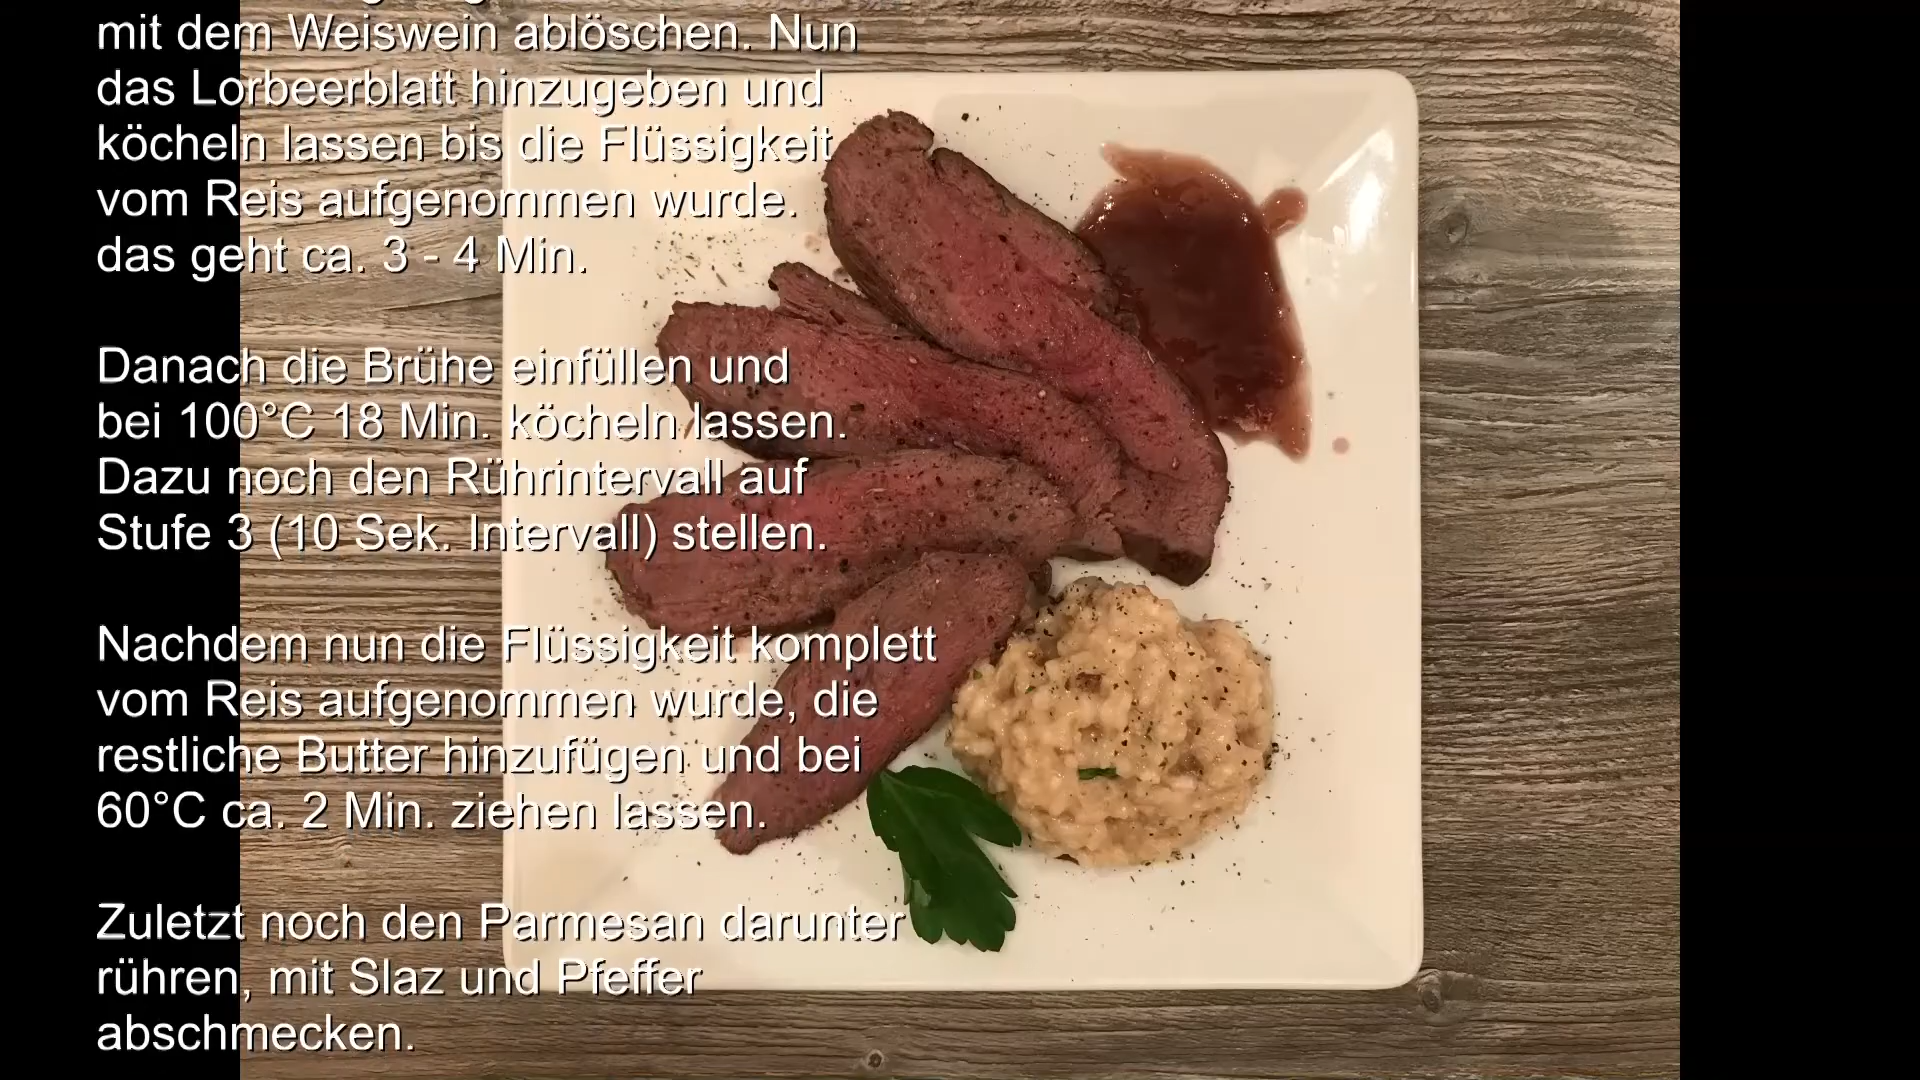 mit dem Weiswein ablöschen. Nun
das Lorbeerblatt hinzugeben und
köcheln lassen bis die Flüssigkeit
vom Reis aufgenommen wurde.
das geht ca. 3 - 4 Min.
Danach die Brühe einfüllen und
bei 100°C 18 Min. köcheln lassen.
Dazu noch den Rührintervall auf
Stufe 3 (10 Sek. Intervall) stellen.
Nachdem nun die Flüssigkeit komplett
vom Reis aufgenommen wurde, die
restliche Butter hinzufügen und bei
60°C ca. 2 Min. ziehen lassen.
Zuletzt noch den Parmesan darunter
rühren, mit Slaz und Pfeffer
abschmecken.